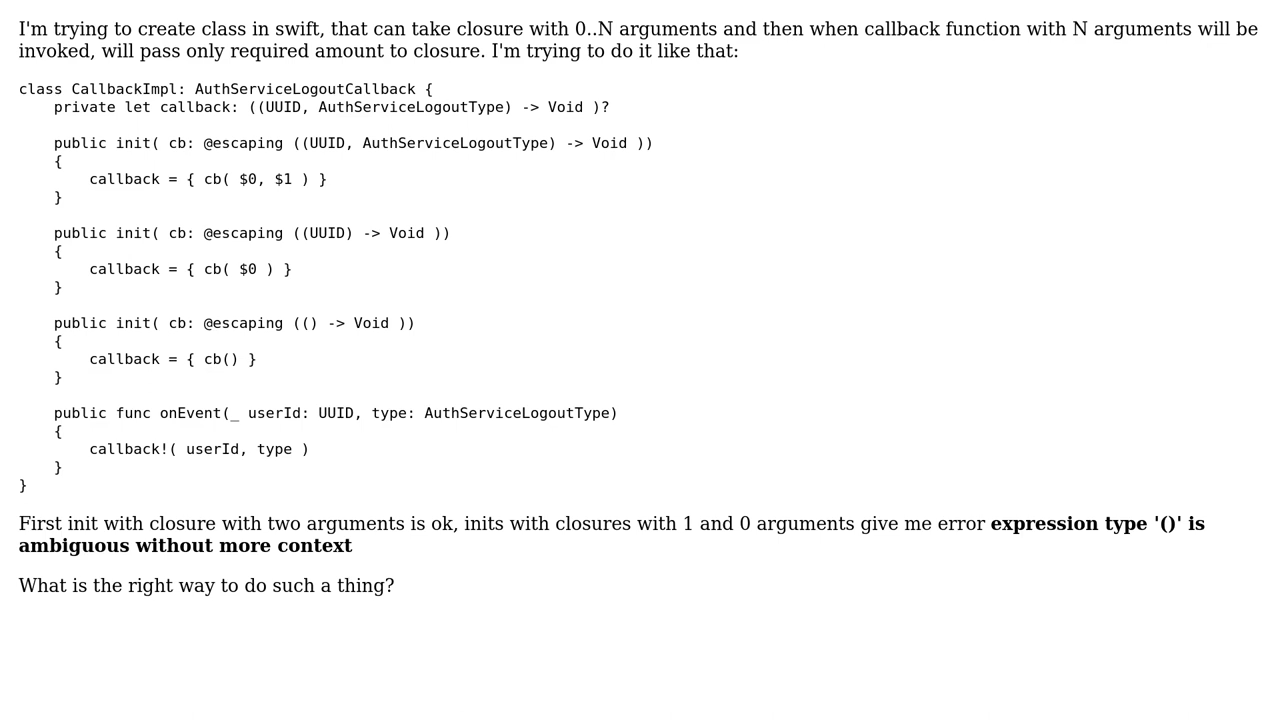 I'm trying to create class in swift, that can take closure with 0..N arguments and then when callback function with N arguments will be
invoked, will pass only required amount to closure. I'm trying to do it like that:
class CallbackImpl: AuthServiceLogoutCallback {
    private let callback: ((UUID, AuthServiceLogoutType) -> Void )?
    public init( cb: @escaping ((UUID, AuthServiceLogoutType) -> Void ))
    {
        callback = { cb( $0, $1 ) }
    }
    public init( cb: @escaping ((UUID) -> Void ))
    {
        callback = { cb( $0 ) }
    }
    public init( cb: @escaping (() -> Void ))
    {
        callback = { cb() }
    }
    public func onEvent(_ userId: UUID, type: AuthServiceLogoutType)
    {
        callback!( userId, type )
    }
}
First init with closure with two arguments is ok, inits with closures with 1 and 0 arguments give me error expression type '()' is
ambiguous without more context
What is the right way to do such a thing?